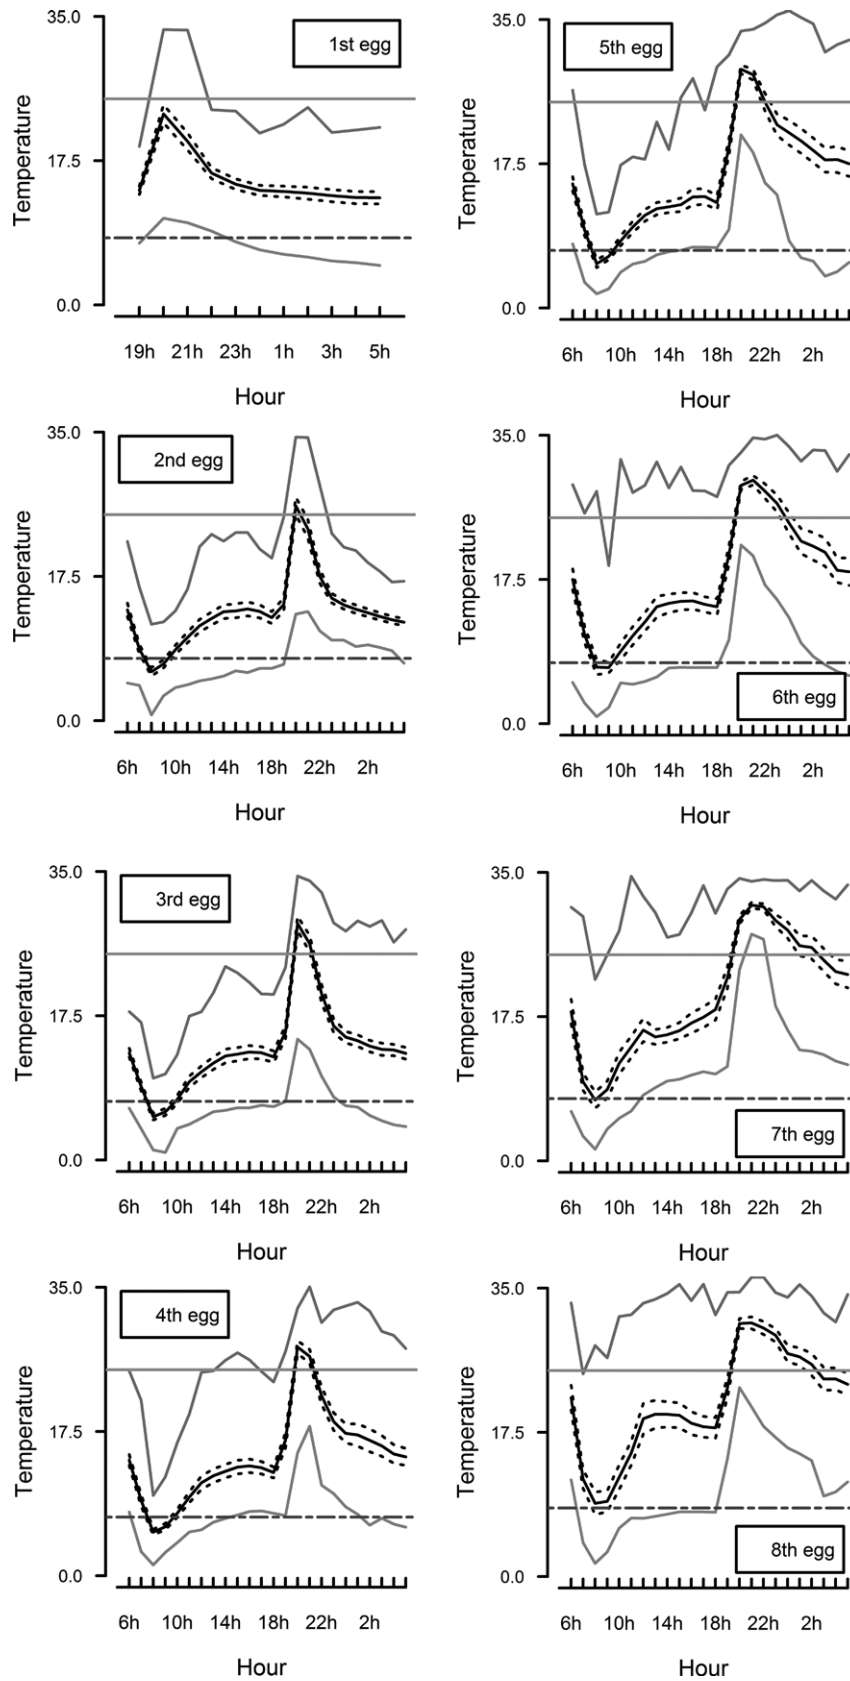 35.0
1st egg
Temperature
17.5
0.0
19h 21h 23h 1h 3h 5h
Hour
35.0
5th egg
Temperature
17.5
0.0
6h 10h 14h 18h 22h 2h
Hour
35.0
2nd egg
Temperature
17.5
0.0
6h 10h 14h 18h 22h 2h
Hour
35.0
Temperature
17.5
6th egg
0.0
6h 10h 14h 18h 22h 2h
Hour
35.0
3rd egg
Temperature
17.5
0.0
6h 10h 14h 18h 22h 2h
Hour
35.0
Temperature
17.5
7th egg
0.0
6h 10h 14h 18h 22h 2h
Hour
35.0
4th egg
Temperature
17.5
0.0
6h 10h 14h 18h 22h 2h
Hour
35.0
Temperature
17.5
8th egg
0.0
6h 10h 14h 18h 22h 2h
Hour